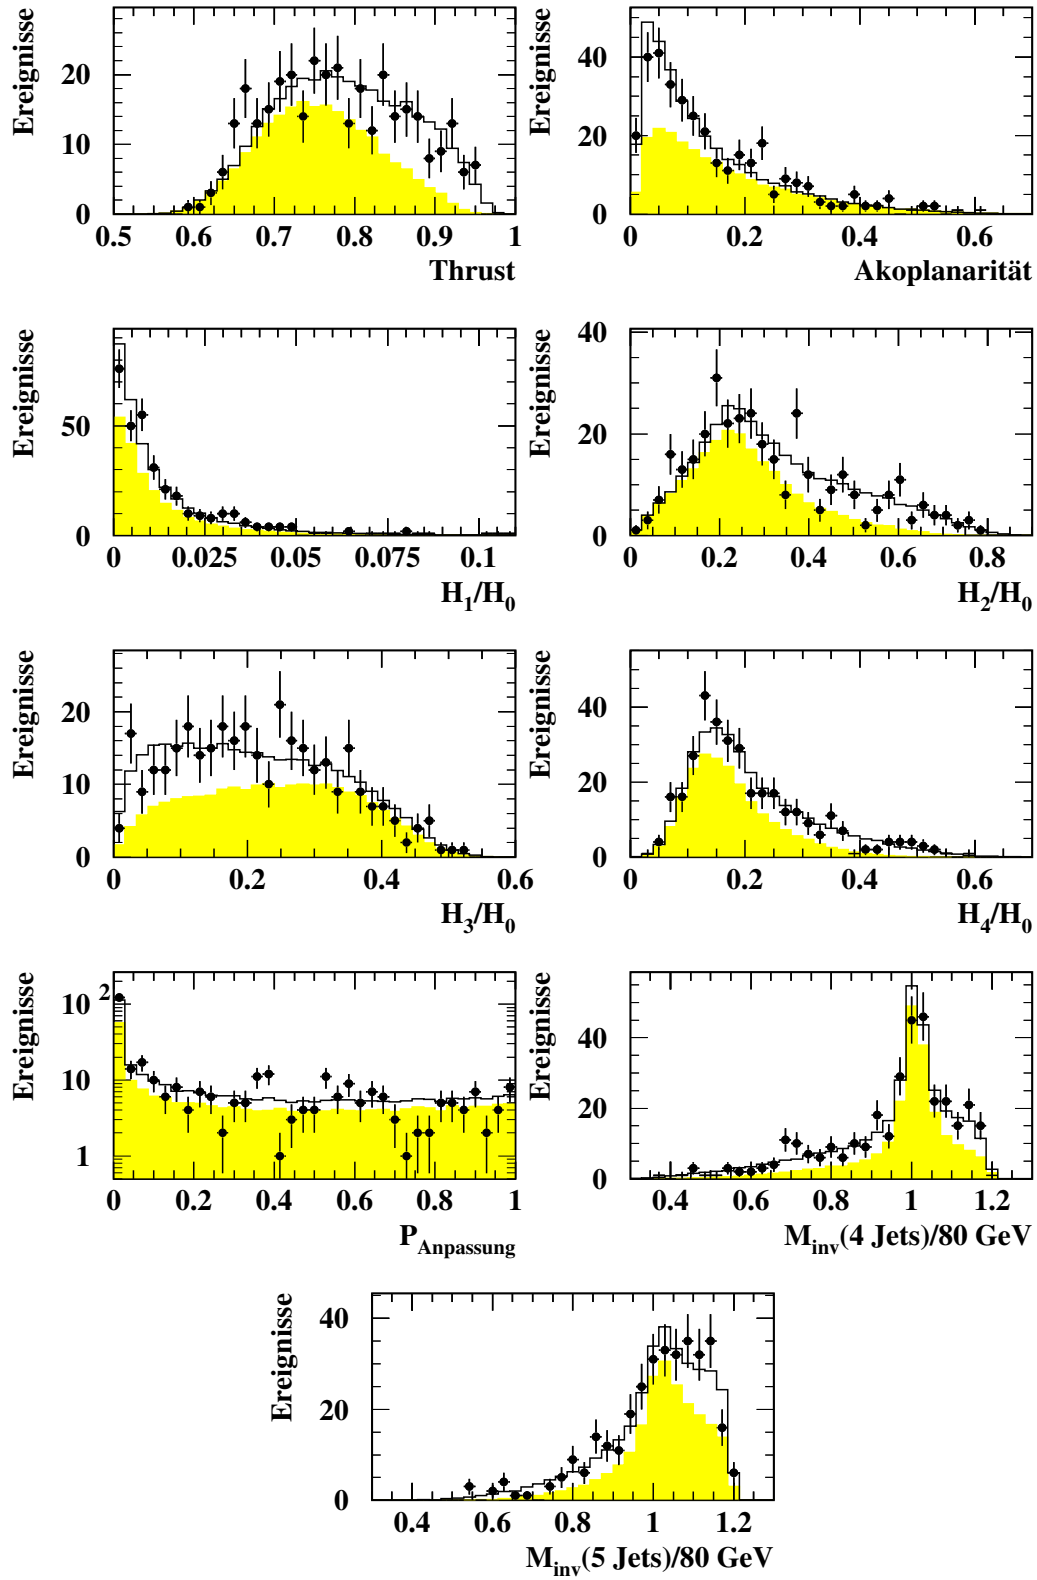 Ereignisse
20
10
0
0.5 0.6 0.7 0.8 0.9 1
Thrust
Ereignisse
40
20
0
0 0.2 0.4 0.6
Akoplanarität
Ereignisse
50
0
0 0.025 0.05 0.075 0.1
H1/H0
Ereignisse
40
20
0
0 0.2 0.4 0.6 0.8
H2/H0
Ereignisse
20
10
0
0 0.2 0.4 0.6
H3/H0
Ereignisse
40
20
0
0 0.2 0.4 0.6
H4/H0
Ereignisse
10 2
10
1
0 0.2 0.4 0.6 0.8 1
PAnpassung
Ereignisse
40
20
0
0.4 0.6 0.8 1 1.2
Minv(4 Jets)/80 GeV
Ereignisse
40
20
0
0.4 0.6 0.8 1 1.2
Minv(5 Jets)/80 GeV